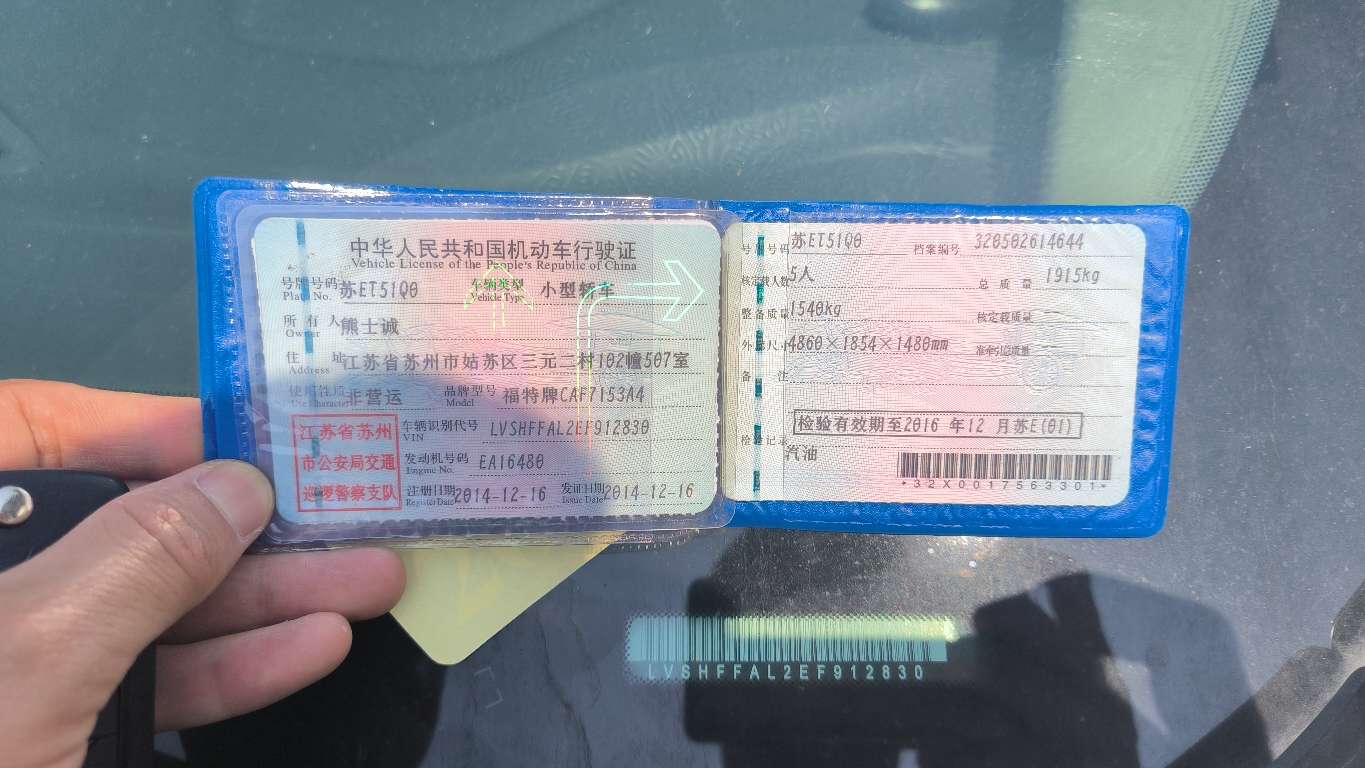 中华人民共和国机动车行驶证
Vehicle License of the People's Republic of China
号牌号码 苏ET51Q0 车辆类型 小型轿车
Plate No. Vehicle Type
所有人 熊士诚
Owner
住址 江苏省苏州市姑苏区三元二村102幢507室
Address
使用性质 非营运 品牌型号 福特牌CAF7153A4
Use Character Model
江苏省苏州
市公安局交通
巡逻警察支队
车辆识别代号 LVSHFFAL2EF912830
VIN
发动机号码 EA16480
Engine No.
注册日期 2014-12-16 发证日期 2014-12-16
Register Date Issue Date
号牌号码 苏ET51Q0 档案编号 320502614644
核定载人数 5人 总质量 1915kg
整备质量 1540kg 核定载质量
外廓尺寸 4860×1854×1480mm 准牵引总质量
备注
检验有效期至2016 年12 月苏E(01)
检验记录
汽油
*32X0017563301*
LVSHFFAL2EF912830